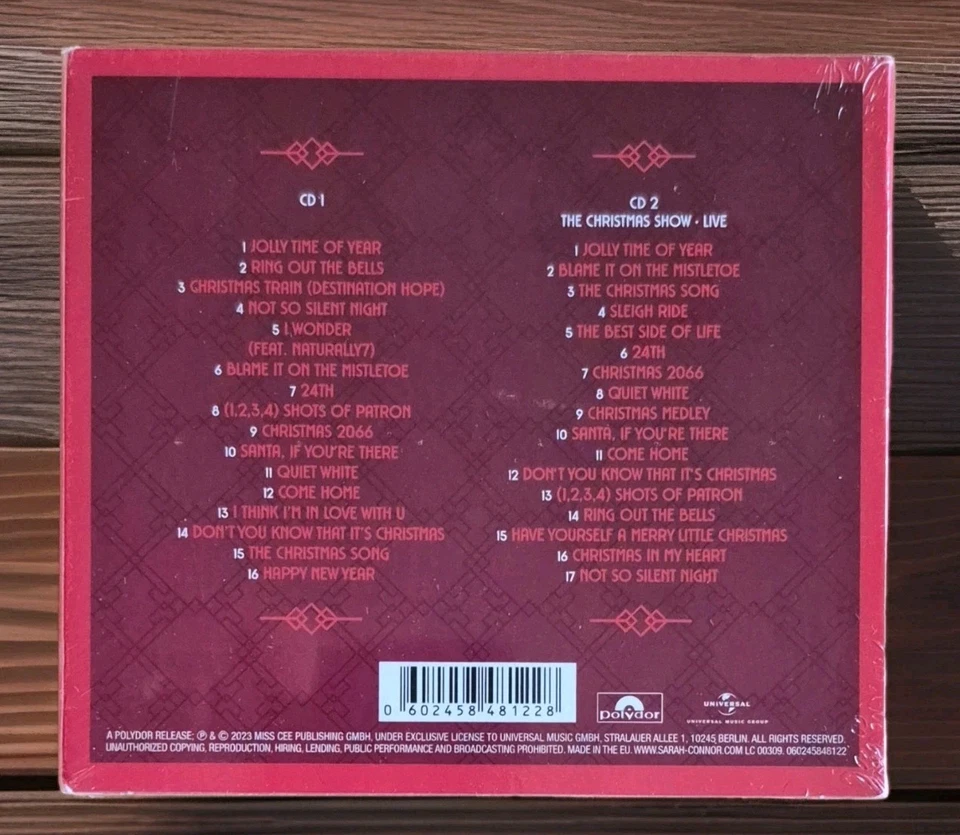 CD 1
1 JOLLY TIME OF YEAR
2 RING OUT THE BELLS
3 CHRISTMAS TRAIN (DESTINATION HOPE)
4 NOT SO SILENT NIGHT
5 I WONDER
(FEAT. NATURALLY7)
6 BLAME IT ON THE MISTLETOE
7 24TH
8 (1,2,3,4) SHOTS OF PATRON
9 CHRISTMAS 2066
10 SANTA, IF YOU'RE THERE
11 QUIET WHITE
12 COME HOME
13 I THINK I'M IN LOVE WITH U
14 DON'T YOU KNOW THAT IT'S CHRISTMAS
15 THE CHRISTMAS SONG
16 HAPPY NEW YEAR
CD 2
THE CHRISTMAS SHOW • LIVE
1 JOLLY TIME OF YEAR
2 BLAME IT ON THE MISTLETOE
3 THE CHRISTMAS SONG
4 SLEIGH RIDE
5 THE BEST SIDE OF LIFE
6 24TH
7 CHRISTMAS 2066
8 QUIET WHITE
9 CHRISTMAS MEDLEY
10 SANTA, IF YOU'RE THERE
11 COME HOME
12 DON'T YOU KNOW THAT IT'S CHRISTMAS
13 (1,2,3,4) SHOTS OF PATRON
14 RING OUT THE BELLS
15 HAVE YOURSELF A MERRY LITTLE CHRISTMAS
16 CHRISTMAS IN MY HEART
17 NOT SO SILENT NIGHT
0 602458 481228
polydor
UNIVERSAL
UNIVERSAL MUSIC GROUP
A POLYDOR RELEASE; ℗ & © 2023 MISS CEE PUBLISHING GMBH, UNDER EXCLUSIVE LICENSE TO UNIVERSAL MUSIC GMBH, STRALAUER ALLEE 1, 10245 BERLIN. ALL RIGHTS RESERVED.
UNAUTHORIZED COPYING, REPRODUCTION, HIRING, LENDING, PUBLIC PERFORMANCE AND BROADCASTING PROHIBITED. MADE IN THE EU. WWW.SARAH-CONNOR.COM LC 00309. 060245848122